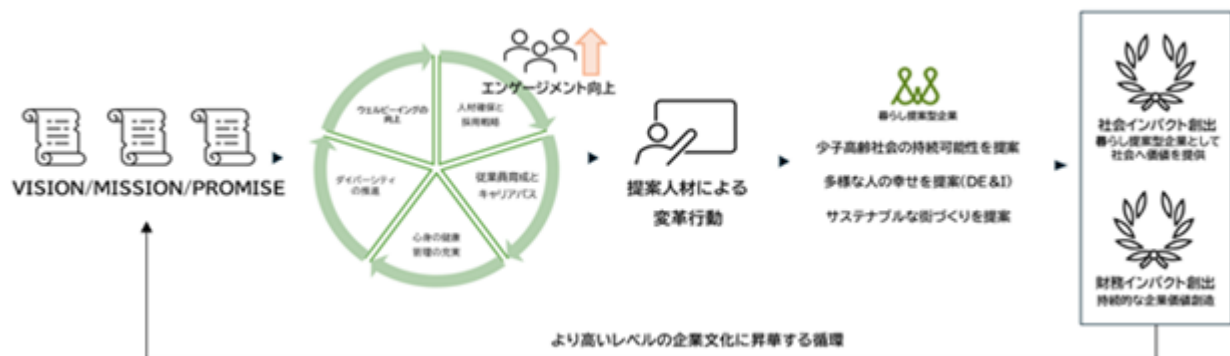 VISION/MISSION/PROMISE
エンゲージメント向上
ウェルビーイングの
向上
人材確保と
採用戦略
従業員育成と
キャリアパス
心身の健康
管理の充実
ダイバーシティ
の推進
提案人材による
変革行動
暮らし提案型企業
少子高齢社会の持続可能性を提案
多様な人の幸せを提案(DE&I)
サステナブルな街づくりを提案
社会インパクト創出
暮らし提案型企業として
社会へ価値を提供
財務インパクト創出
持続的な企業価値創造
より高いレベルの企業文化に昇華する循環